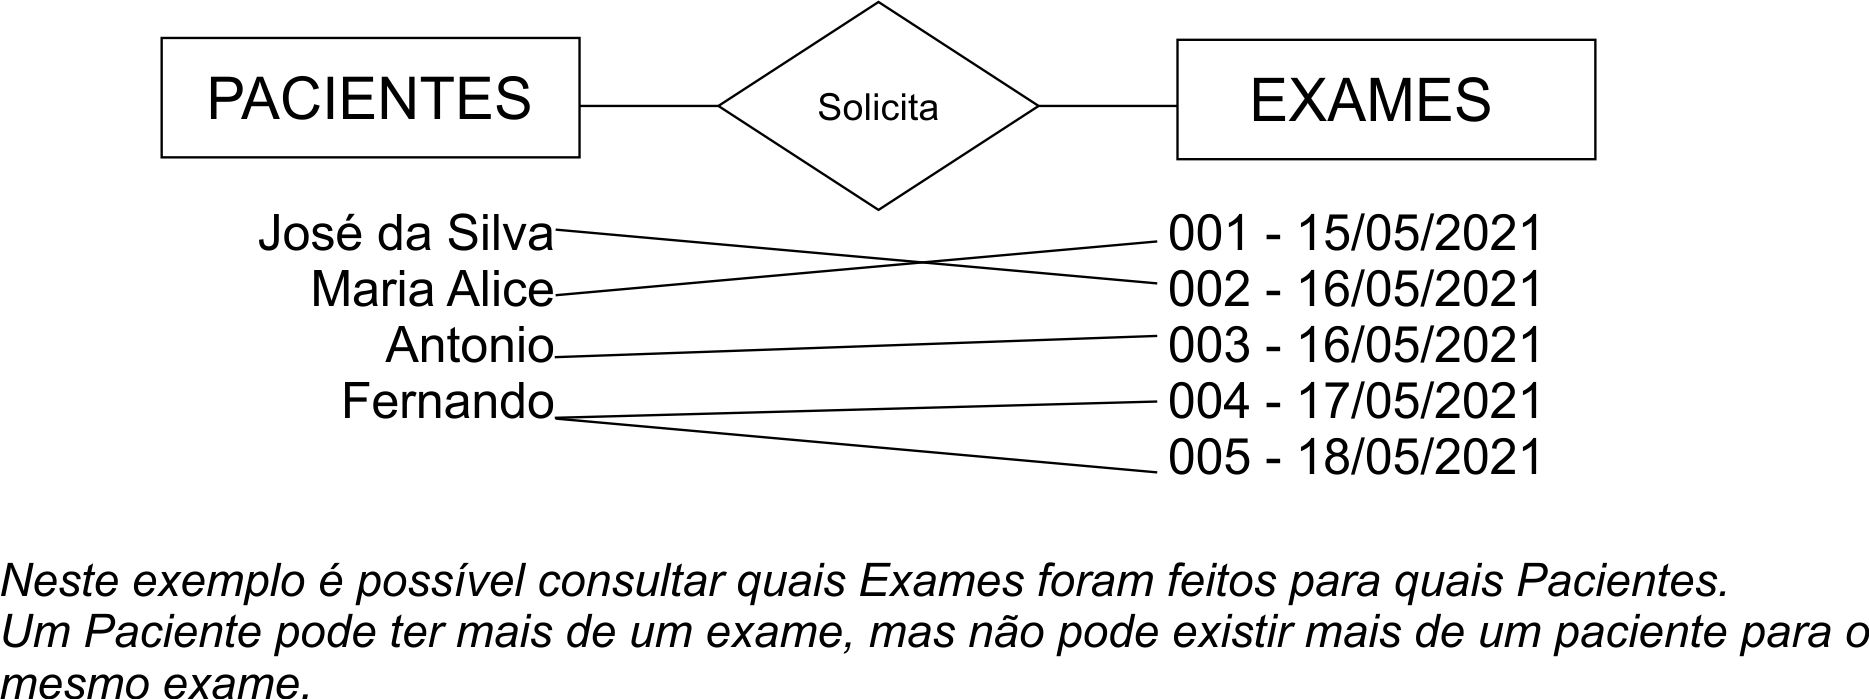 PACIENTES
Solicita
EXAMES
José da Silva
001 - 15/05/2021
Maria Alice
002 - 16/05/2021
Antonio
003 - 16/05/2021
Fernando
004 - 17/05/2021
005 - 18/05/2021
Neste exemplo é possível consultar quais Exames foram feitos para quais Pacientes.
Um Paciente pode ter mais de um exame, mas não pode existir mais de um paciente para o
mesmo exame.